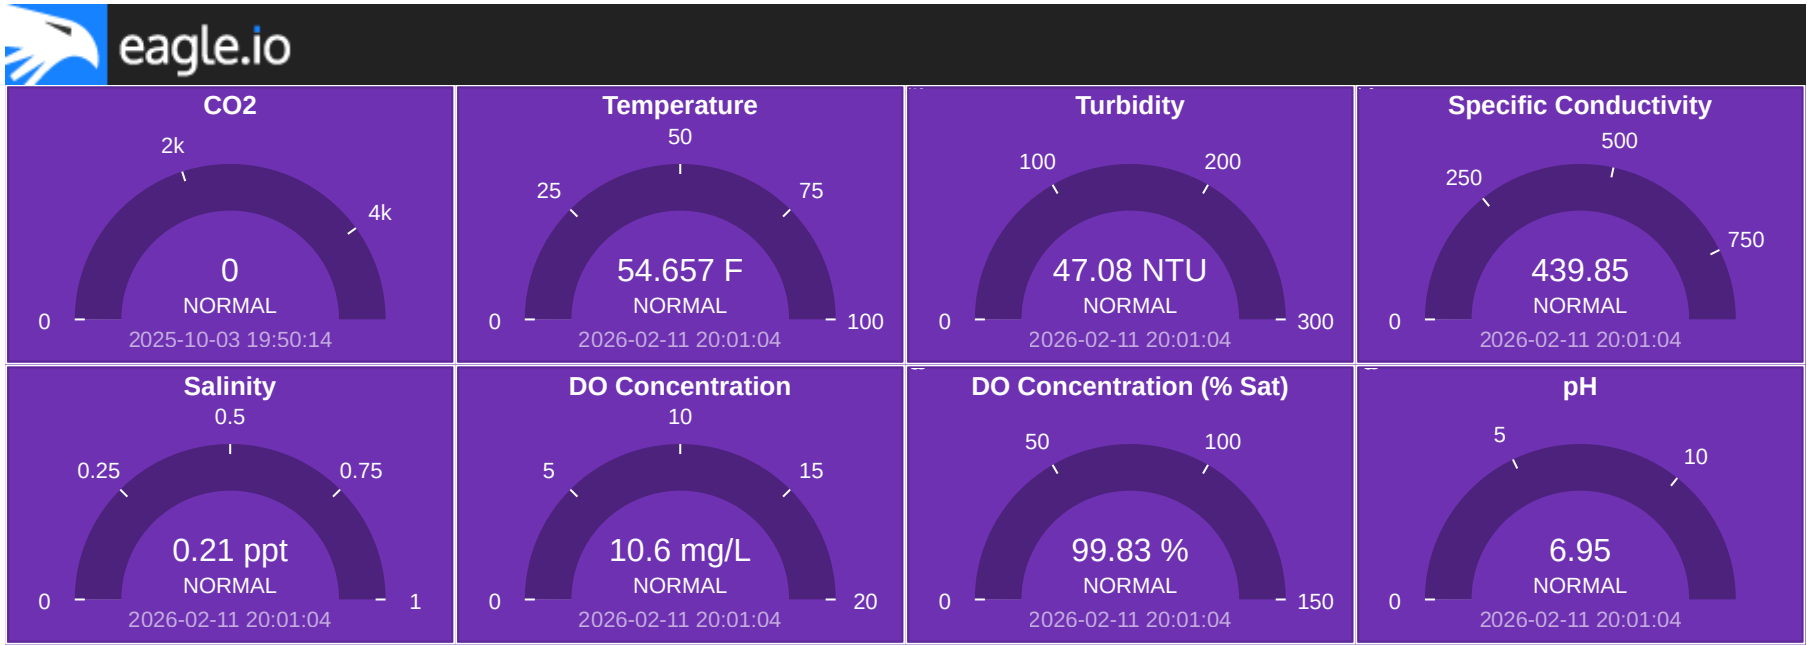 eagle.io
CO2
2k
4k
0
0
NORMAL
2025-10-03 19:50:14
Temperature
50
25
75
54.657 F
NORMAL
0
100
2026-02-11 20:01:04
Turbidity
100
200
47.08 NTU
NORMAL
0
300
2026-02-11 20:01:04
Specific Conductivity
500
250
750
439.85
NORMAL
0
2026-02-11 20:01:04
Salinity
0.5
0.25
0.75
0.21 ppt
NORMAL
0
1
2026-02-11 20:01:04
DO Concentration
10
5
15
10.6 mg/L
NORMAL
0
20
2026-02-11 20:01:04
DO Concentration (% Sat)
50
100
99.83 %
NORMAL
0
150
2026-02-11 20:01:04
pH
5
10
6.95
NORMAL
0
2026-02-11 20:01:04